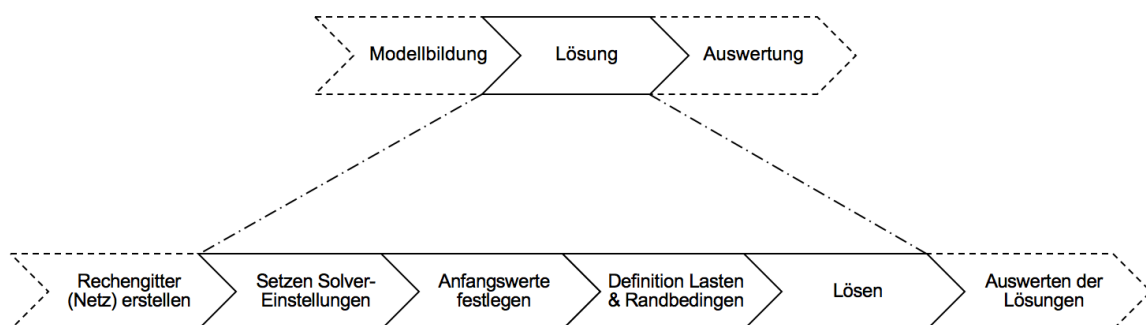 Modellbildung
Lösung
Auswertung
Rechengitter
(Netz) erstellen
Setzen Solver-
Einstellungen
Anfangswerte
festlegen
Definition Lasten
& Randbedingen
Lösen
Auswerten der
Lösungen